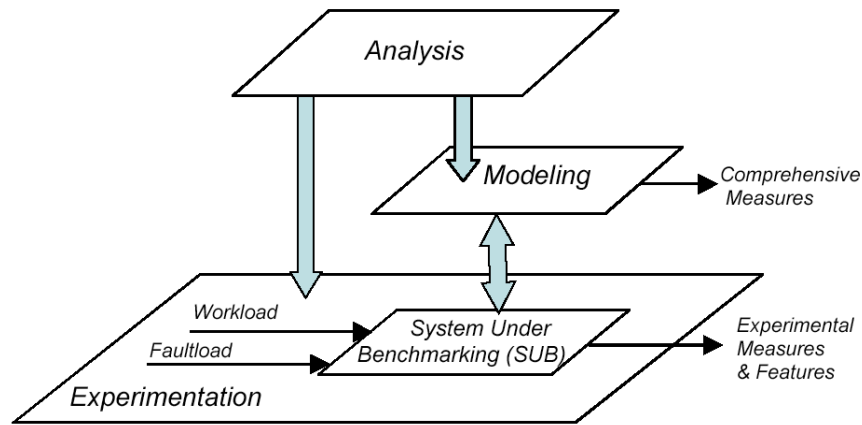 Analysis
Modeling
Comprehensive
Measures
Workload
Faultload
System Under
Benchmarking (SUB)
Experimental
Measures
& Features
Experimentation